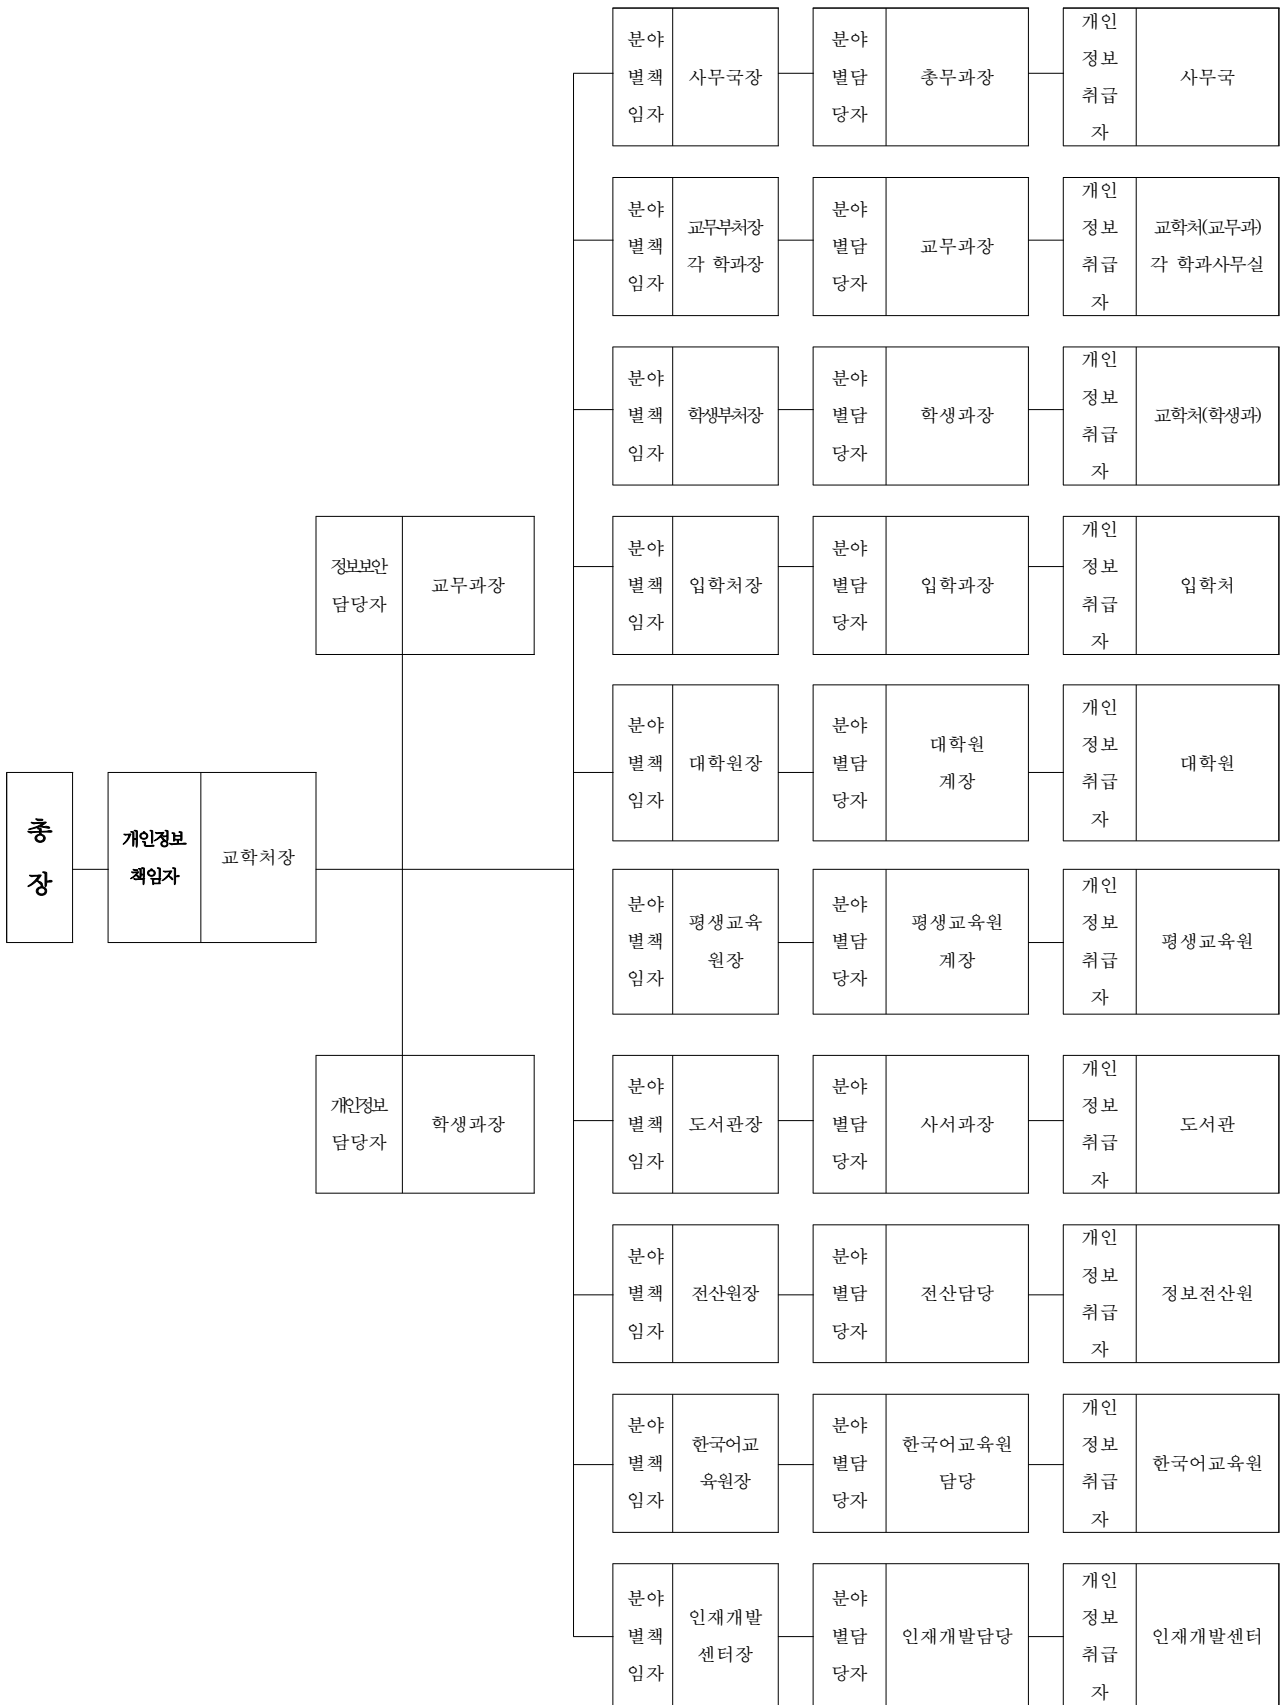 총
장
개인정보
책임자
교학처장
정보보안
담당자
교무과장
개인정보
담당자
학생과장
분야
별책
임자
사무국장
분야
별담
당자
총무과장
개인
정보
취급
자
사무국
분야
별책
임자
교무부처장
각 학과장
분야
별담
당자
교무과장
개인
정보
취급
자
교학처(교무과)
각 학과사무실
분야
별책
임자
학생부처장
분야
별담
당자
학생과장
개인
정보
취급
자
교학처(학생과)
분야
별책
임자
입학처장
분야
별담
당자
입학과장
개인
정보
취급
자
입학처
분야
별책
임자
대학원장
분야
별담
당자
대학원
계장
개인
정보
취급
자
대학원
분야
별책
임자
평생교육
원장
분야
별담
당자
평생교육원
계장
개인
정보
취급
자
평생교육원
분야
별책
임자
도서관장
분야
별담
당자
사서과장
개인
정보
취급
자
도서관
분야
별책
임자
전산원장
분야
별담
당자
전산담당
개인
정보
취급
자
정보전산원
분야
별책
임자
한국어교
육원장
분야
별담
당자
한국어교육원
담당
개인
정보
취급
자
한국어교육원
분야
별책
임자
인재개발
센터장
분야
별담
당자
인재개발담당
개인
정보
취급
자
인재개발센터